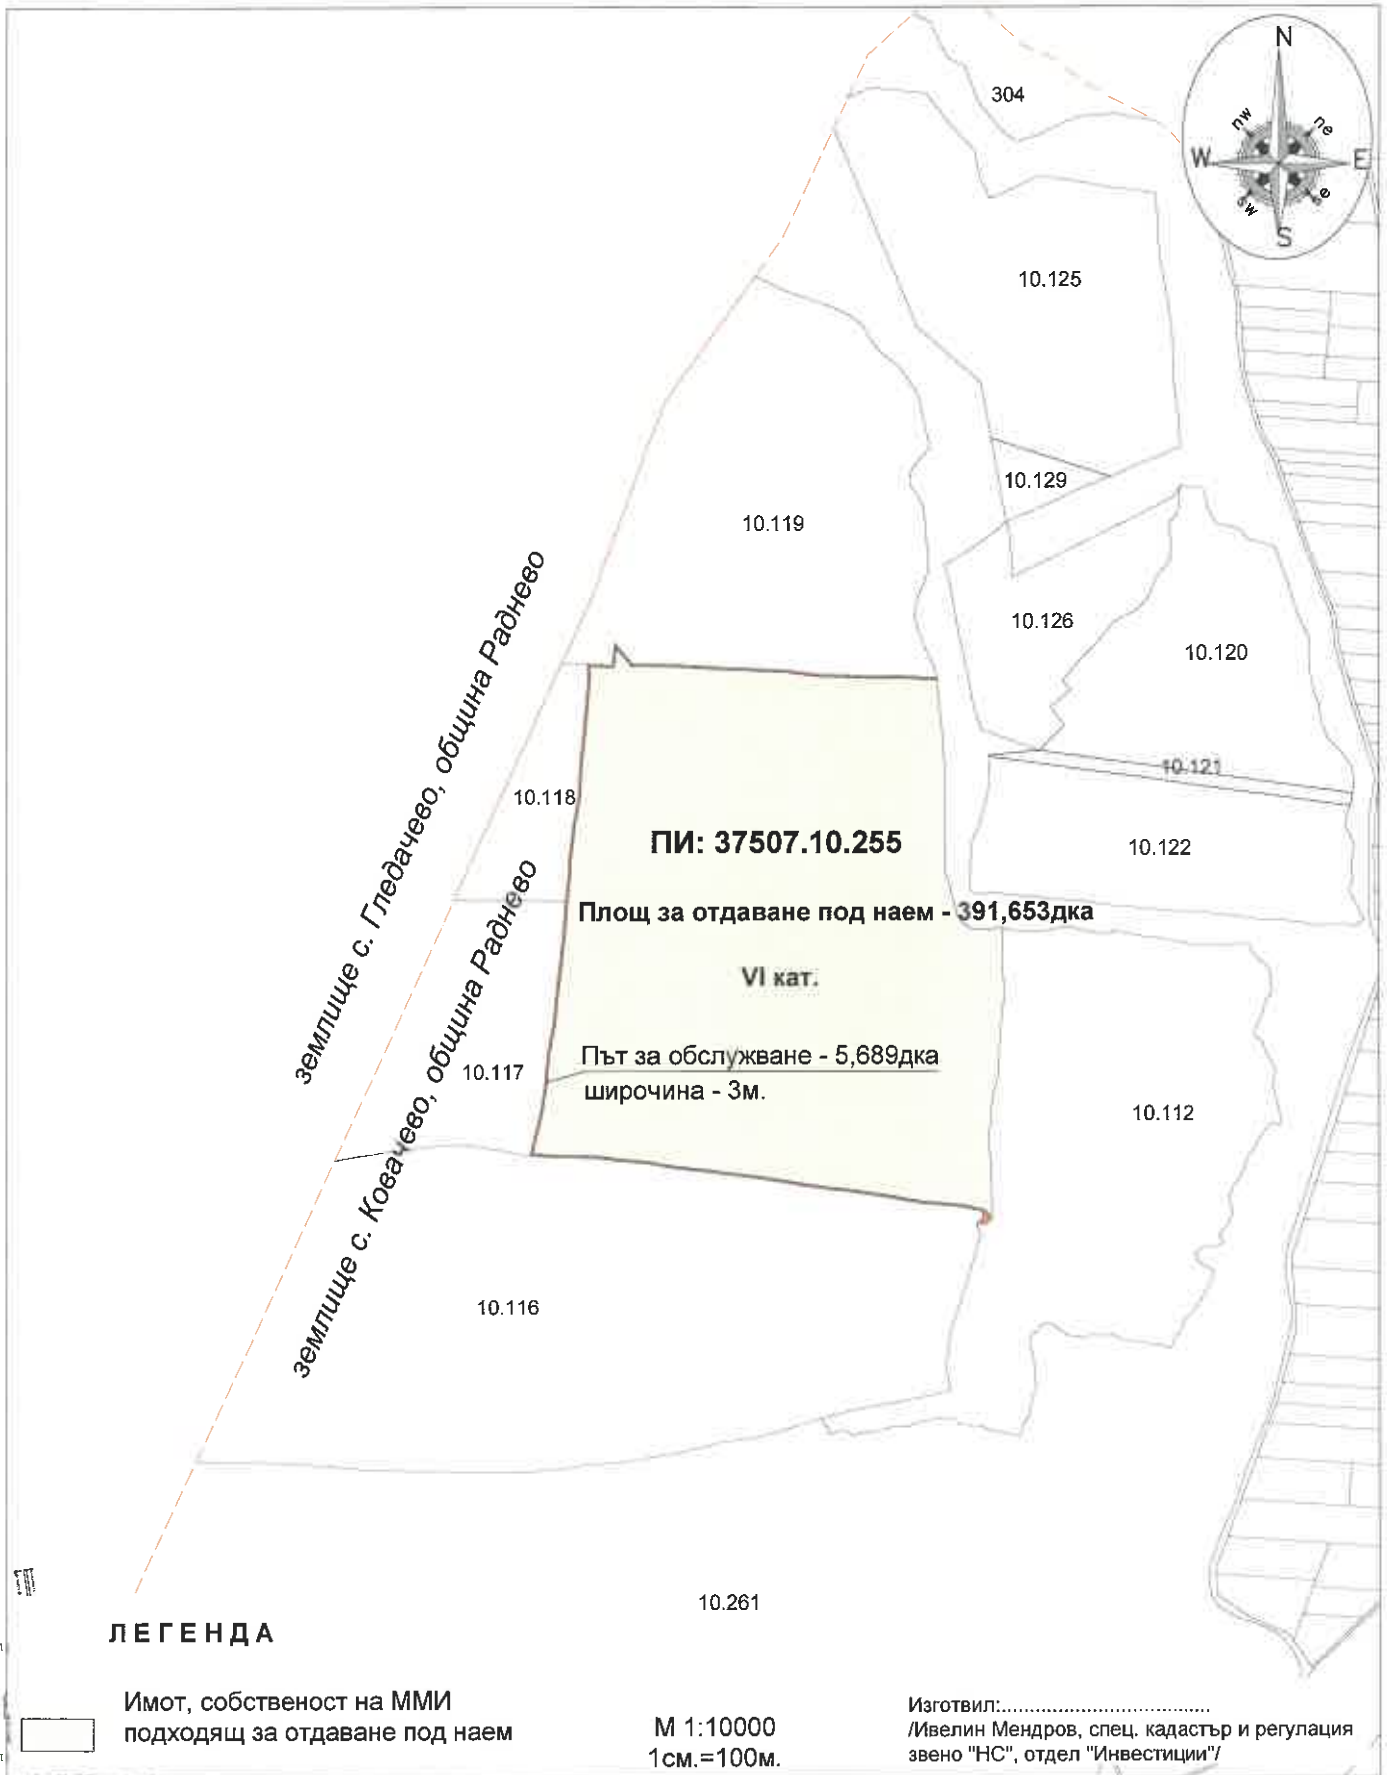 N
nw
ne
W
E
sw
se
S
304
10.125
10.129
10.119
10.126
10.120
землище с. Гледачево, община Раднево
10.121
10.118
ПИ: 37507.10.255
10.122
Площ за отдаване под наем - 391,653дка
VI кат.
землище с. Ковачево, община Раднево
Път за обслужване - 5,689дка
широчина - 3м.
10.117
10.112
10.116
10.261
ЛЕГЕНДА
Имот, собственост на ММИ
подходящ за отдаване под наем
М 1:10000
1см.=100м.
Изготвил:...................................
/Ивелин Мендров, спец. кадастър и регулация
звено "НС", отдел "Инвестиции"/